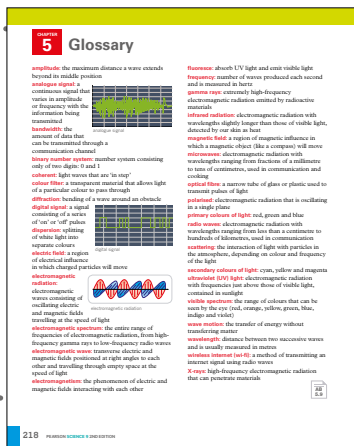 CHAPTER
5
Glossary
amplitude: the maximum distance a wave extends
beyond its middle position
analogue signal: a
continuous signal that
varies in amplitude
or frequency with the
information being
transmitted
bandwidth: the
amount of data that
can be transmitted through a
communication channel
analogue signal
binary number system: number system consisting
only of two digits: 0 and 1
coherent: light waves that are 'in step'
colour filter: a transparent material that allows light
of a particular colour to pass through
diffraction: bending of a wave around an obstacle
digital signal: a signal
consisting of a series
of 'on' or 'off' pulses
dispersion: splitting
of white light into
separate colours
electric field: a region
of electrical influence
in which charged particles will move
digital signal
electromagnetic
radiation:
electromagnetic
waves consisting of
oscillating electric
and magnetic fields
travelling at the speed of light
electromagnetic radiation
electromagnetic spectrum: the entire range of
frequencies of electromagnetic radiation, from high-
frequency gamma rays to low-frequency radio waves
electromagnetic wave: transverse electric and
magnetic fields positioned at right angles to each
other and travelling through empty space at the
speed of light
electromagnetism: the phenomenon of electric and
magnetic fields interacting with each other
fluoresce: absorb UV light and emit visible light
frequency: number of waves produced each second
and is measured in hertz
gamma rays: extremely high-frequency
electromagnetic radiation emitted by radioactive
materials
infrared radiation: electromagnetic radiation with
wavelengths slightly longer than those of visible light,
detected by our skin as heat
magnetic field: a region of magnetic influence in
which a magnetic object (like a compass) will move
microwaves: electromagnetic radiation with
wavelengths ranging from fractions of a millimetre
to tens of centimetres, used in communication and
cooking
optical fibre: a narrow tube of glass or plastic used to
transmit pulses of light
polarised: electromagnetic radiation that is oscillating
in a single plane
primary colours of light: red, green and blue
radio waves: electromagnetic radiation with
wavelengths ranging from less than a centimetre to
hundreds of kilometres, used in communication
scattering: the interaction of light with particles in
the atmosphere, depending on colour and frequency
of the light
secondary colours of light: cyan, yellow and magenta
ultraviolet (UV) light: electromagnetic radiation
with frequencies just above those of visible light,
contained in sunlight
visible spectrum: the range of colours that can be
seen by the eye (red, orange, yellow, green, blue,
indigo and violet)
wave motion: the transfer of energy without
transferring matter
wavelength: distance between two successive waves
and is usually measured in metres
wireless internet (wi-fi): a method of transmitting an
internet signal using radio waves
X-rays: high-frequency electromagnetic radiation
that can penetrate materials
AB
5.9
218 PEARSON SCIENCE 9 2ND EDITION